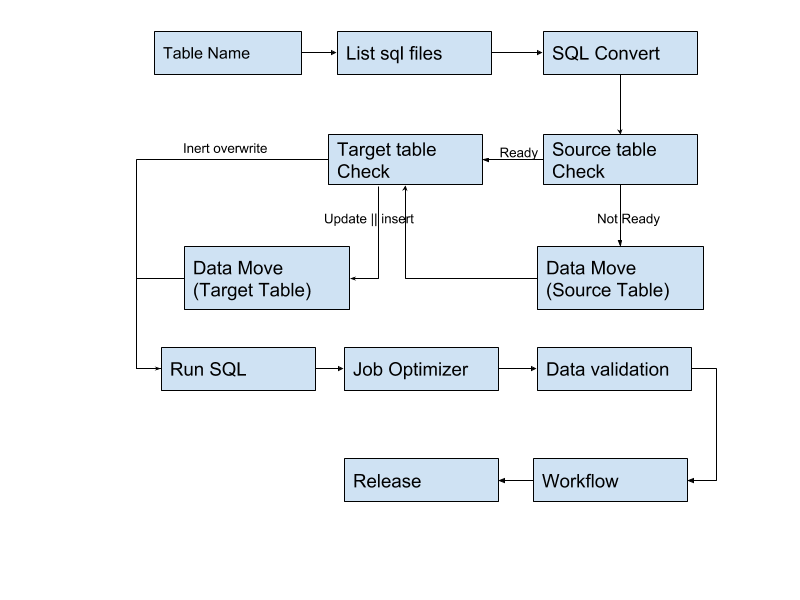 Table Name
List sql files
SQL Convert
Inert overwrite
Target table
Check
Ready
Source table
Check
Update || insert
Not Ready
Data Move
(Target Table)
Data Move
(Source Table)
Run SQL
Job Optimizer
Data validation
Release
Workflow